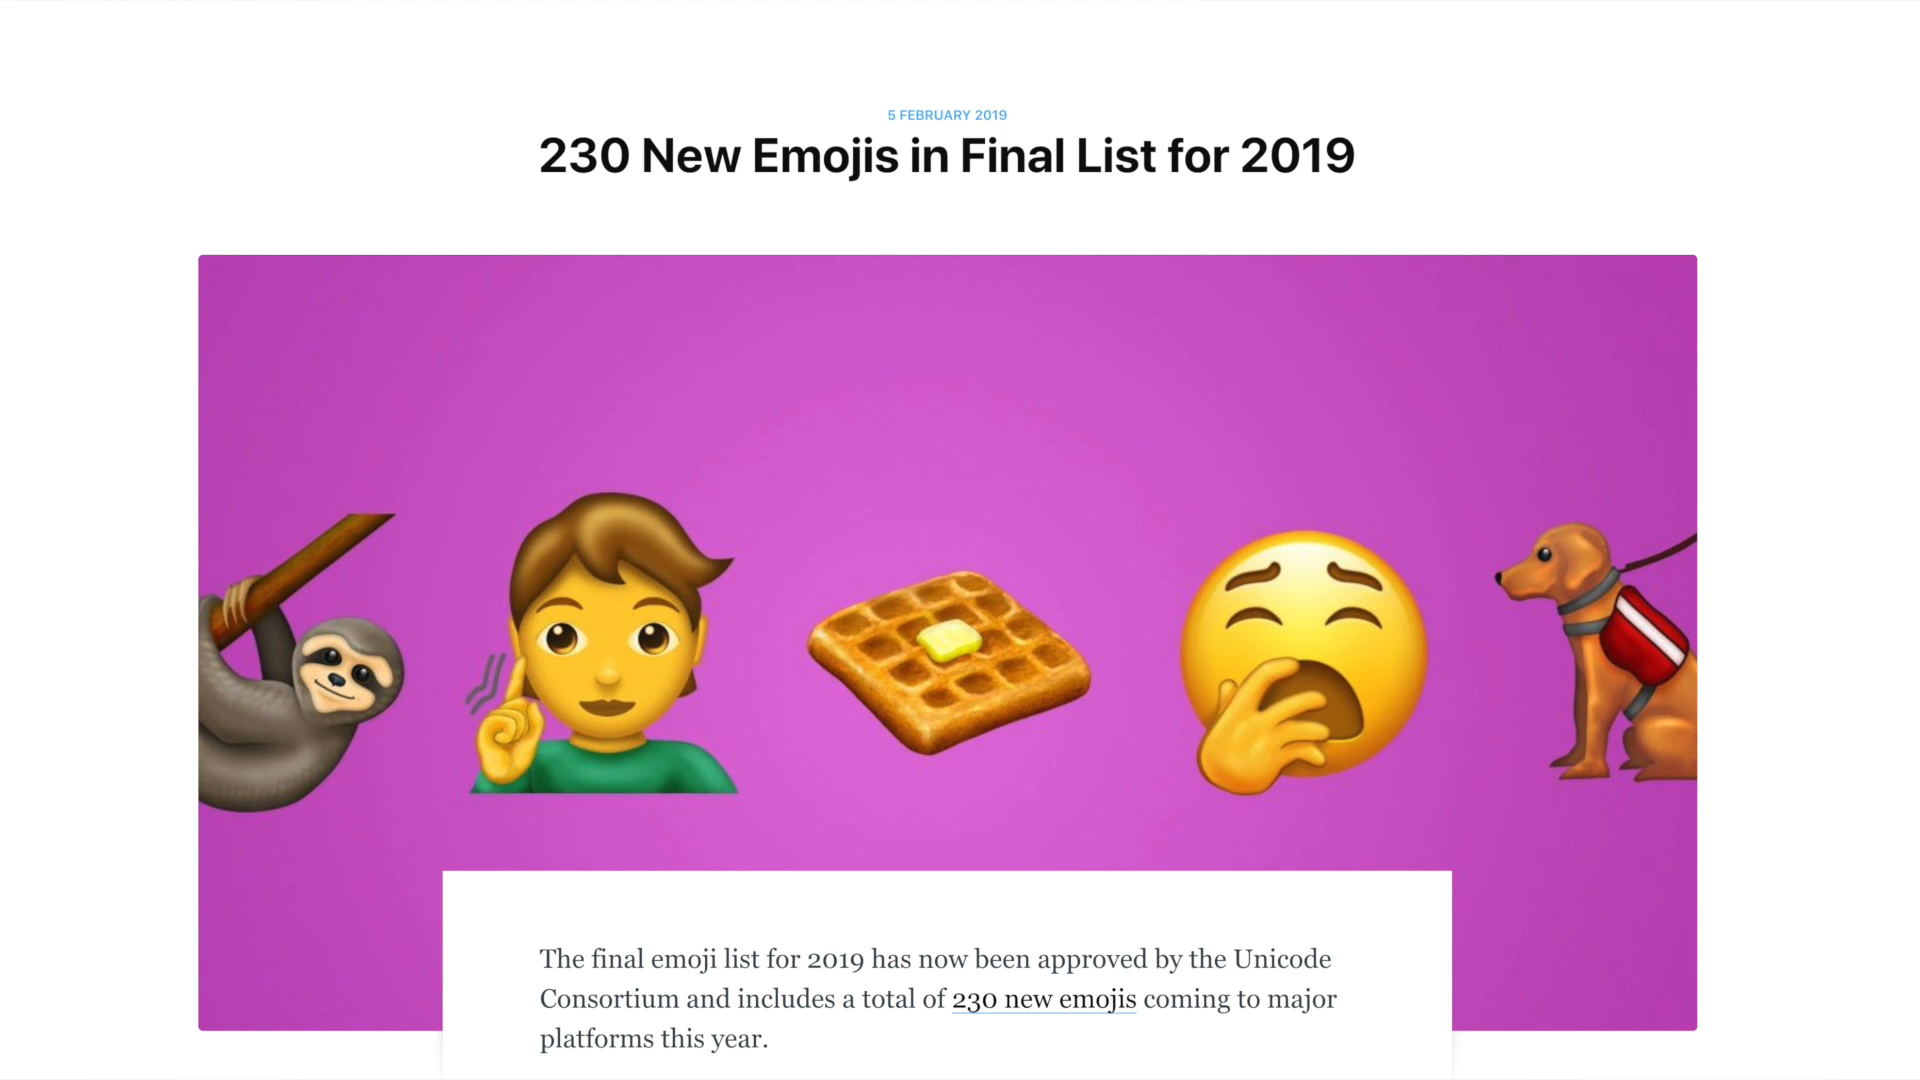 5 FEBRUARY 2019
230 New Emojis in Final List for 2019
The final emoji list for 2019 has now been approved by the Unicode
Consortium and includes a total of 230 new emojis coming to major
platforms this year.